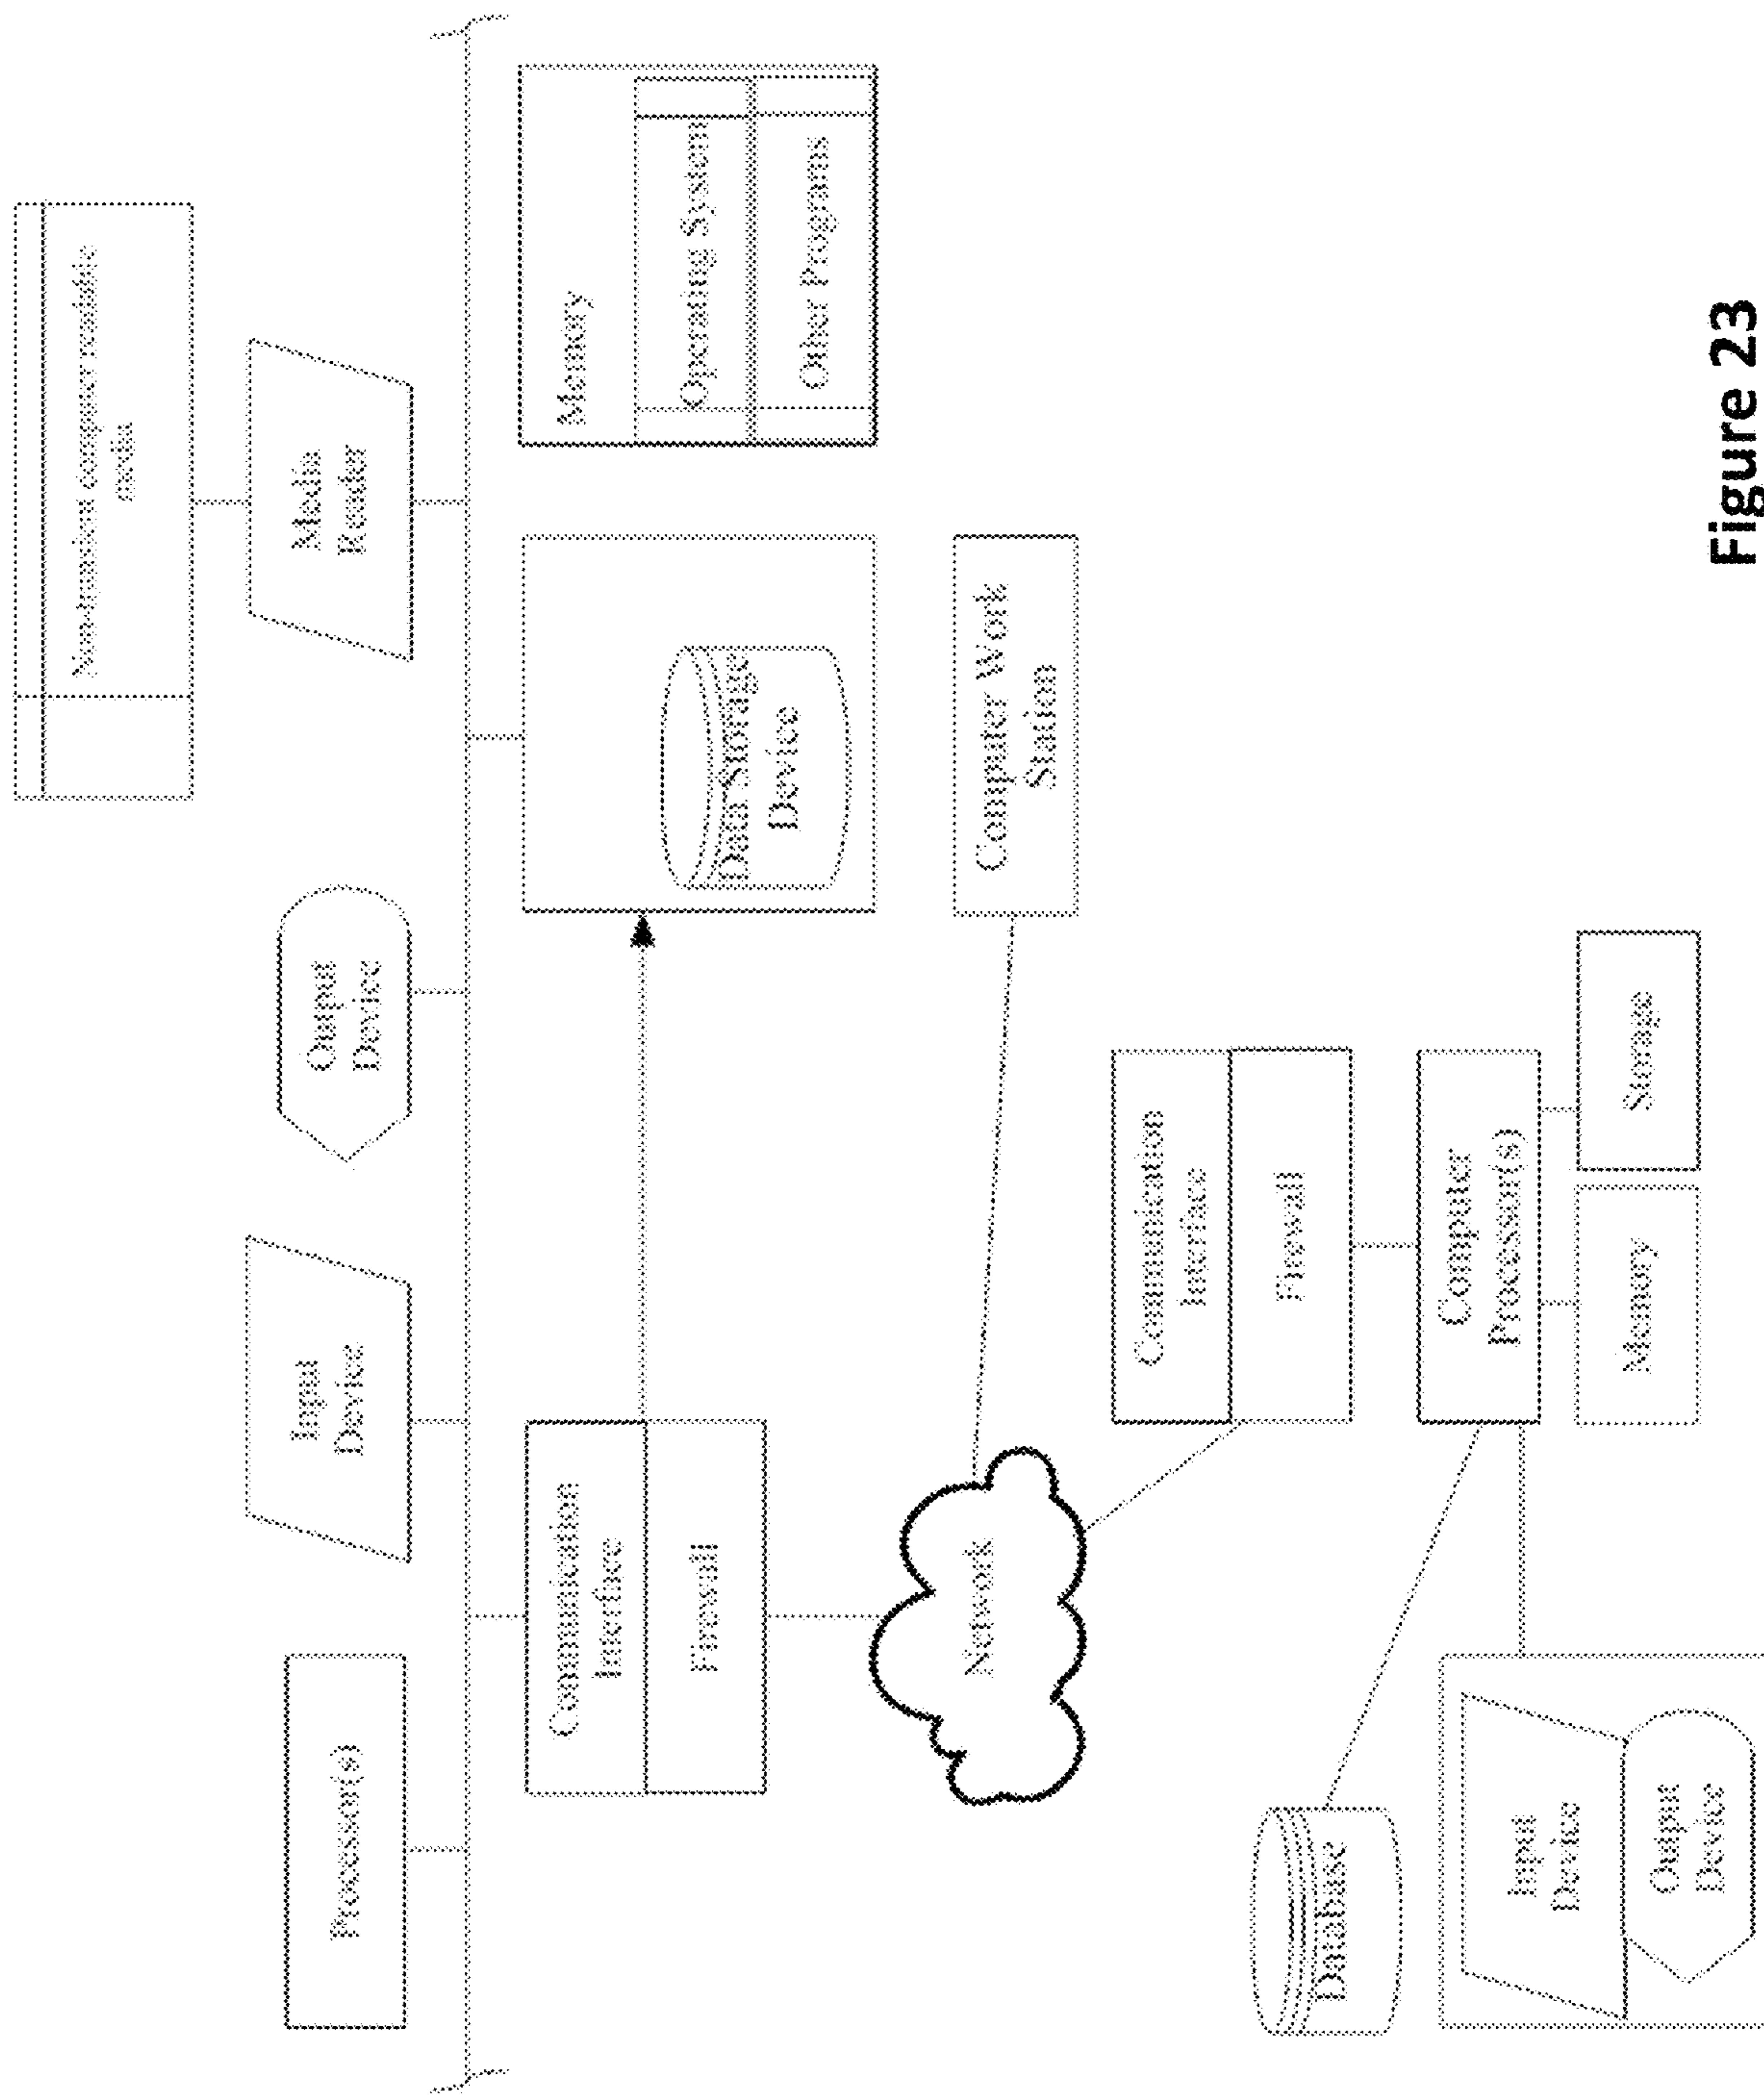 Non-transient computer readable
media
Processor(s)
Input
Device
Output
Device
Media
Reader
Communication
Interface
Firewall
Data Storage
Device
Memory
Operating System
Other Programs
Network
Computer Work
Station
Communication
Interface
Firewall
Database
Computer
Processor(s)
Input
Device
Output
Device
Memory
Storage
Figure 23